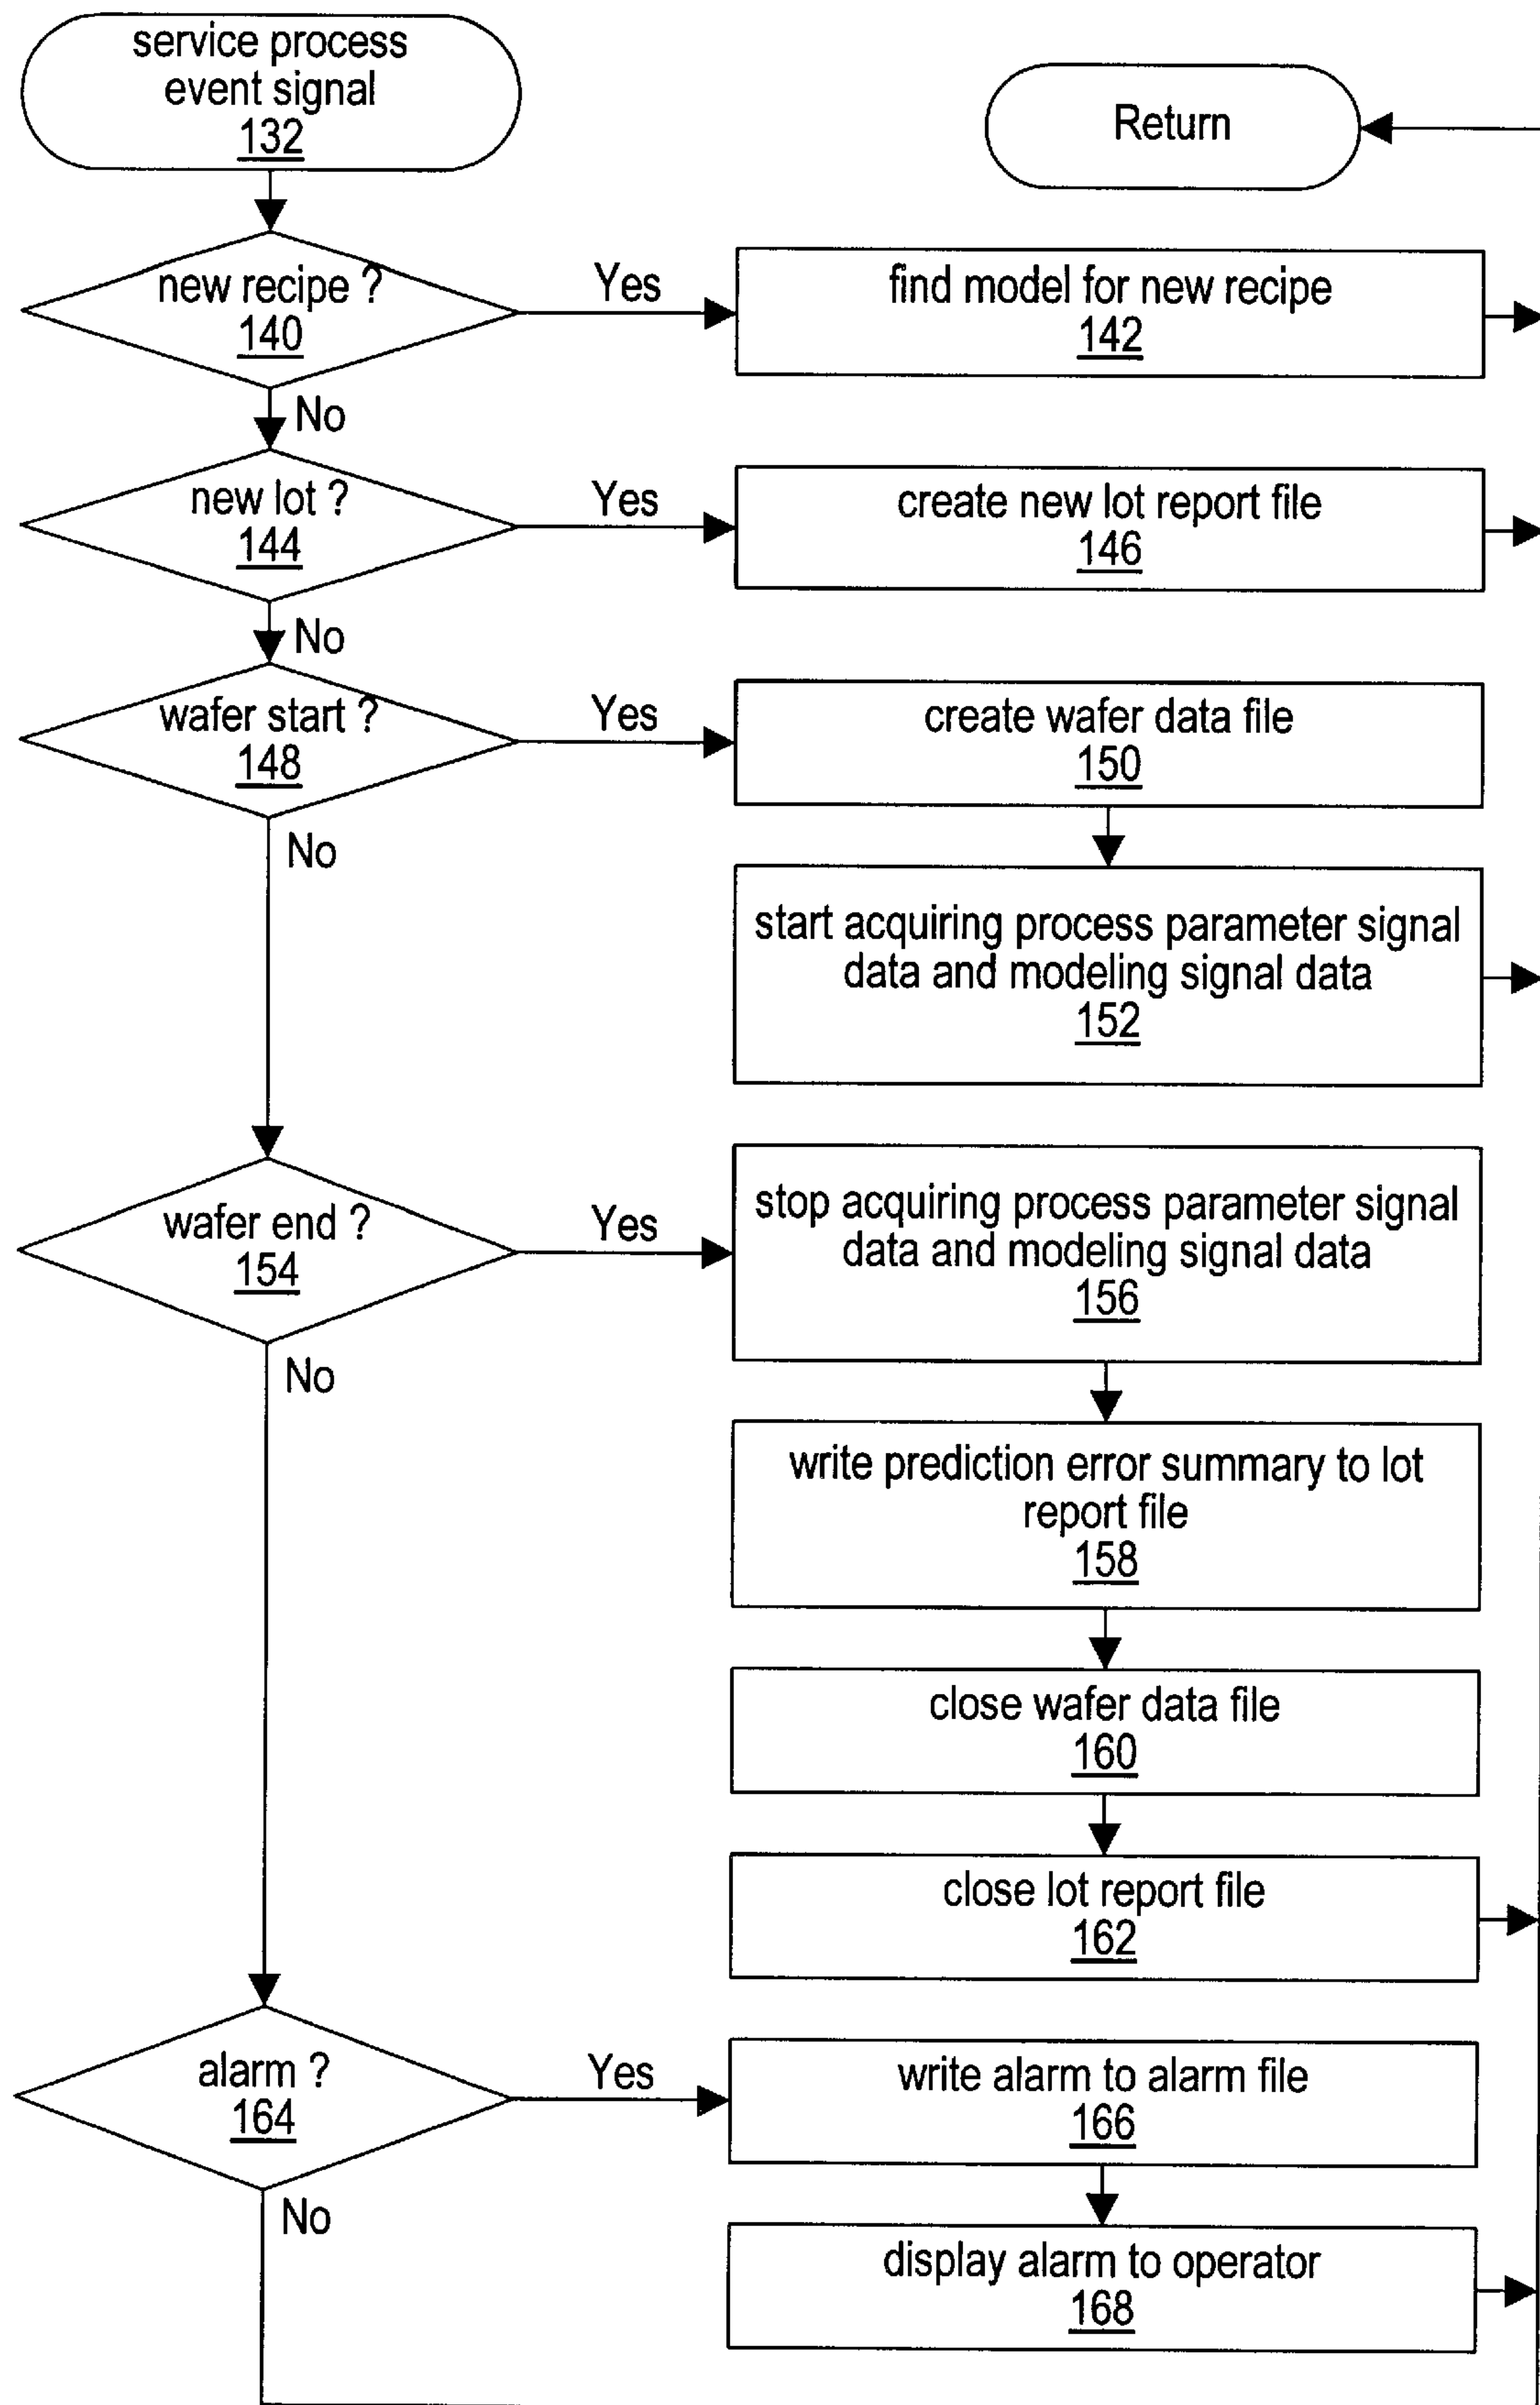 service process
event signal
132
Return
new recipe ?
140
Yes
find model for new recipe
142
No
new lot ?
144
Yes
create new lot report file
146
No
wafer start ?
148
Yes
create wafer data file
150
No
start acquiring process parameter signal
data and modeling signal data
152
wafer end ?
154
Yes
stop acquiring process parameter signal
data and modeling signal data
156
No
write prediction error summary to lot
report file
158
close wafer data file
160
close lot report file
162
alarm ?
164
Yes
write alarm to alarm file
166
No
display alarm to operator
168